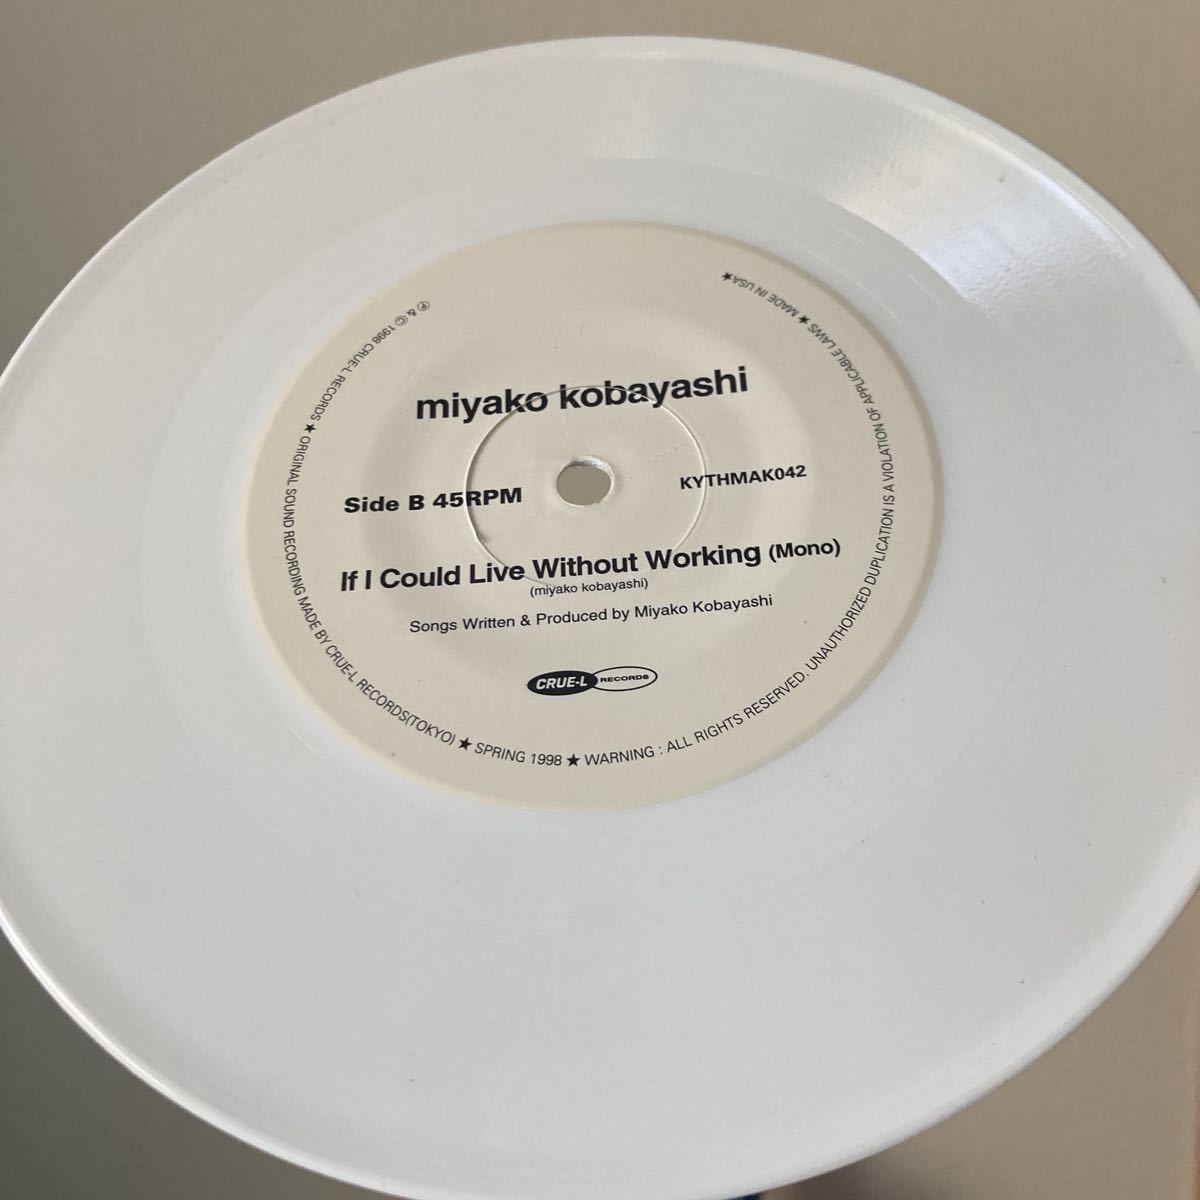 miyako kobayashi
Side B 45RPM
KYTHMAK042
If I Could Live Without Working (Mono)
(miyako kobayashi)
Songs Written & Produced by Miyako Kobayashi
CRUE-L RECORDS
℗ & © 1998 CRUE-L RECORDS ★ ORIGINAL SOUND RECORDING MADE BY CRUE-L RECORDS(TOKYO) ★ SPRING 1998 ★ WARNING : ALL RIGHTS RESERVED. UNAUTHORIZED DUPLICATION IS A VIOLATION OF APPLICABLE LAWS ★ MADE IN USA★